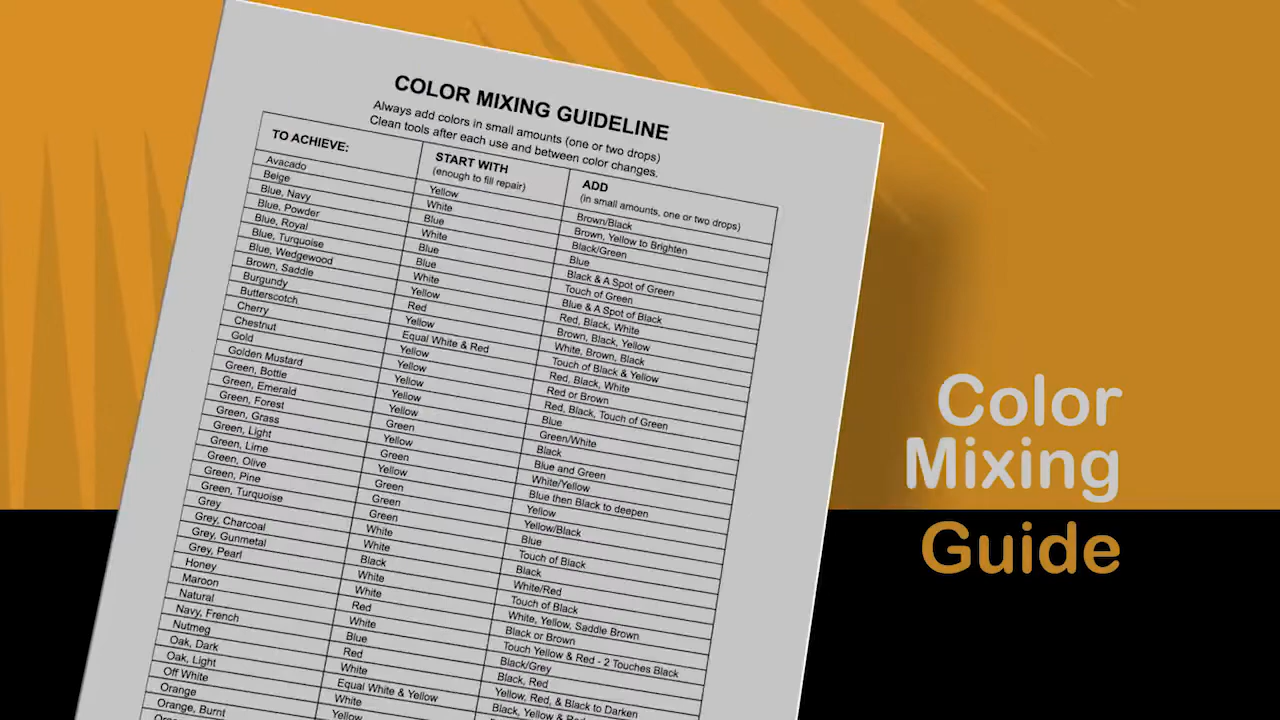 COLOR MIXING GUIDELINE
Always add colors in small amounts (one or two drops)
Clean tools after each use and between color changes.
TO ACHIEVE: START WITH ADD
(enough to fill repair) (in small amounts, one or two drops)
Avacado Yellow Brown/Black
Beige White Brown, Yellow to Brighten
Blue, Navy Blue Black/Green
Blue, Powder White Blue
Blue, Royal Blue Black & A Spot of Green
Blue, Turquoise Blue Touch of Green
Blue, Wedgewood White Blue & A Spot of Black
Brown, Saddle Yellow Red, Black, White
Burgundy Red Brown, Black, Yellow
Butterscotch Yellow White, Brown, Black
Cherry Equal White & Red Touch of Black & Yellow
Chestnut Yellow Red, Black, White
Gold Yellow Red or Brown
Golden Mustard Yellow Red, Black, Touch of Green
Green, Bottle Yellow Blue
Green, Emerald Yellow Green/White
Green, Forest Green Black
Green, Grass Yellow Blue and Green
Green, Light Green White/Yellow
Green, Lime Yellow Blue then Black to deepen
Green, Olive Green Yellow
Green, Pine Green Yellow/Black
Green, Turquoise Green Blue
Grey White Touch of Black
Grey, Charcoal White Black
Grey, Gunmetal Black White/Red
Grey, Pearl White Touch of Black
Honey White White, Yellow, Saddle Brown
Maroon Red Black or Brown
Natural White Touch Yellow & Red - 2 Touches Black
Navy, French Blue Black/Grey
Nutmeg Red Black, Red
Oak, Dark White Yellow, Red, & Black to Darken
Oak, Light Equal White & Yellow Black, Yellow &
Off White White
Orange Yellow
Orange, Burnt
Color
Mixing
Guide